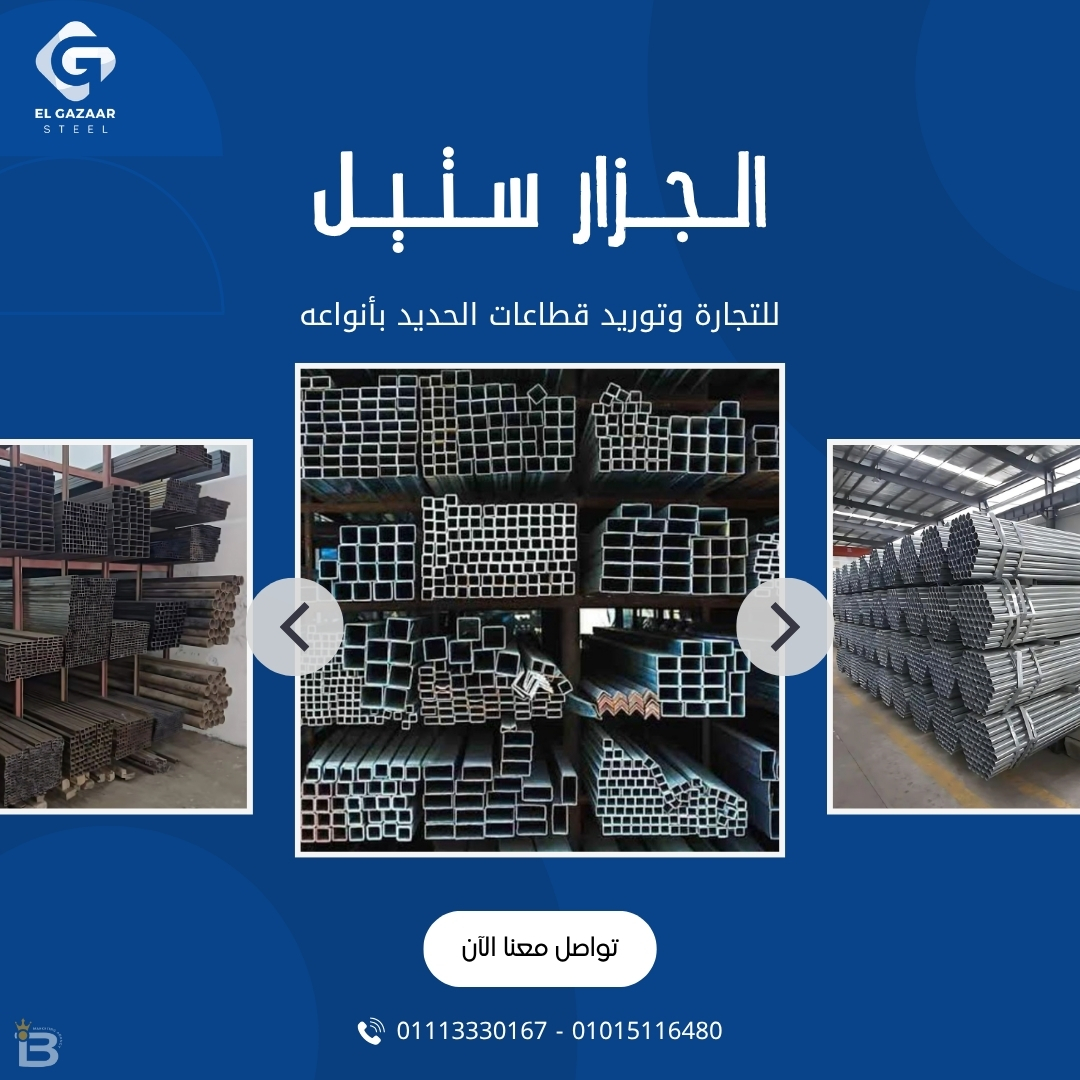 EL GAZAAR
STEEL
الجزار ستيل
للتجارة وتوريد قطاعات الحديد بأنواعه
تواصل معنا الآن
01113330167 - 01015116480